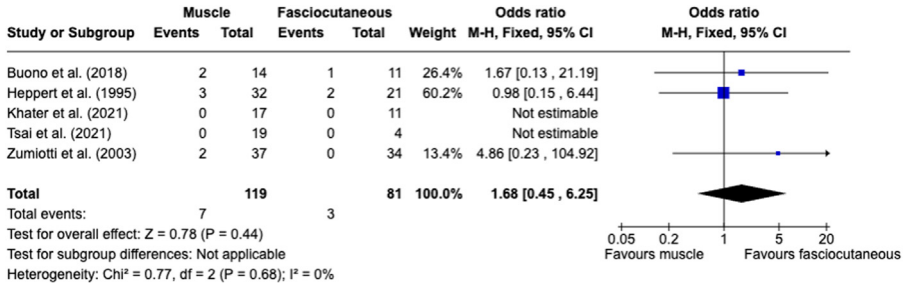 Muscle Fasciocutaneous Odds ratio Odds ratio
Study or Subgroup Events Total Events Total Weight M-H, Fixed, 95% CI M-H, Fixed, 95% CI
Buono et al. (2018) 2 14 1 11 26.4% 1.67 [0.13 , 21.19]
Heppert et al. (1995) 3 32 2 21 60.2% 0.98 [0.15 , 6.44]
Khater et al. (2021) 0 17 0 11 Not estimable
Tsai et al. (2021) 0 19 0 4 Not estimable
Zumiotti et al. (2003) 2 37 0 34 13.4% 4.86 [0.23 , 104.92]
Total 119 81 100.0% 1.68 [0.45 , 6.25]
Total events: 7 3
Test for overall effect: Z = 0.78 (P = 0.44)
Test for subgroup differences: Not applicable
Heterogeneity: Chi² = 0.77, df = 2 (P = 0.68); I² = 0%
0.05 0.2 1 5 20
Favours muscle Favours fasciocutaneous